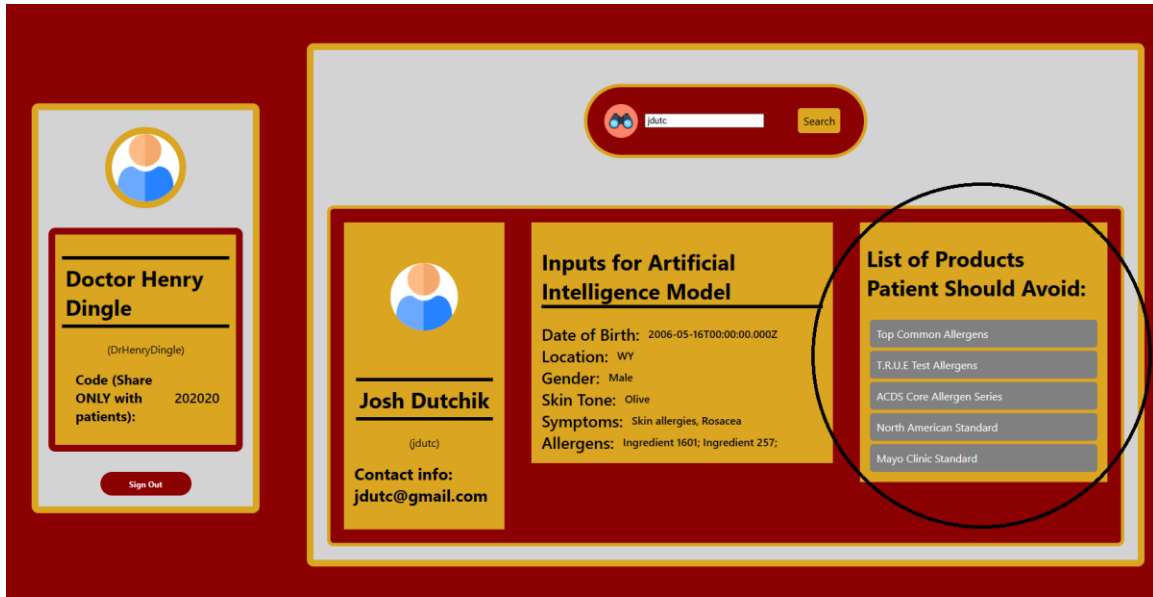 Doctor Henry
Dingle
(DrHenryDingle)
Code (Share
ONLY with
patients):
202020
Sign Out
jdutc
Search
Josh Dutchik
(jdutc)
Contact info:
jdutc@gmail.com
Inputs for Artificial
Intelligence Model
Date of Birth: 2006-05-16T00:00:00.000Z
Location: WY
Gender: Male
Skin Tone: Olive
Symptoms: Skin allergies, Rosacea
Allergens: Ingredient 1601; Ingredient 257;
List of Products
Patient Should Avoid:
Top Common Allergens
T.R.U.E Test Allergens
ACDS Core Allergen Series
North American Standard
Mayo Clinic Standard